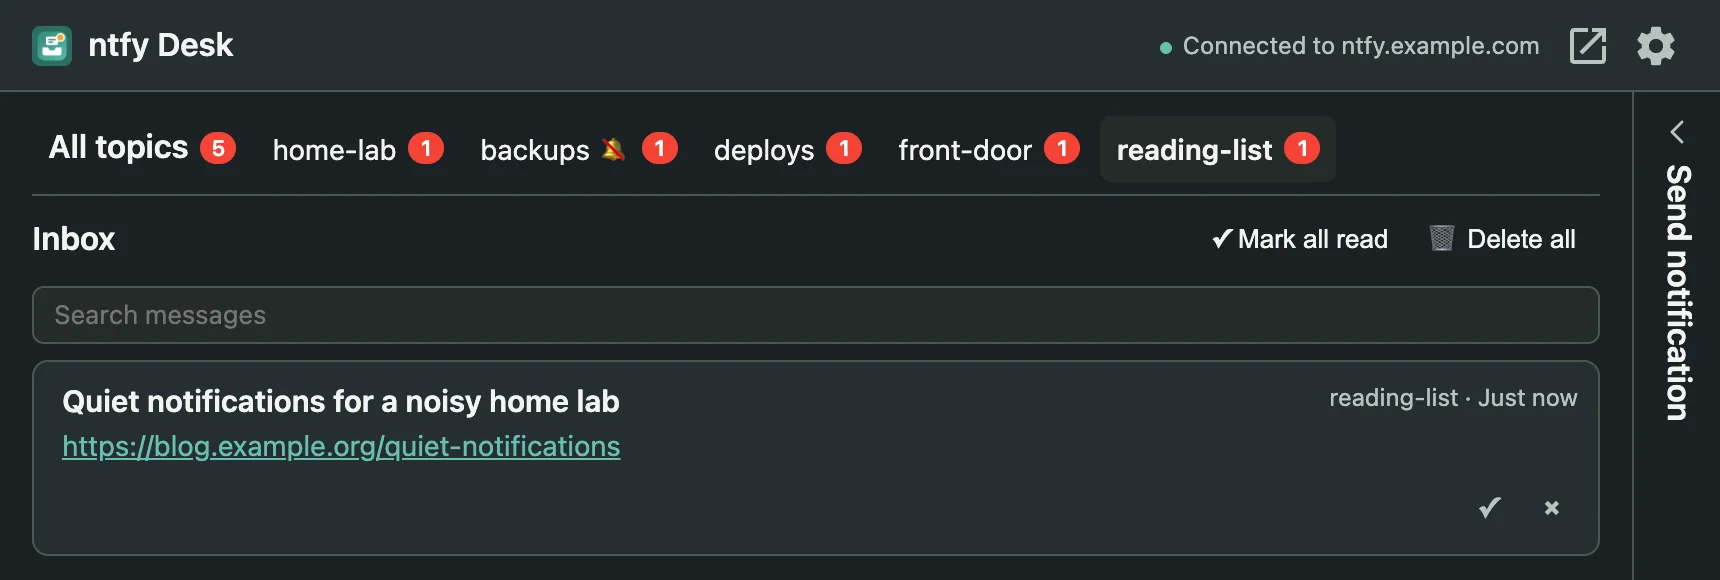 ntfy Desk
Connected to ntfy.example.com
All topics 5 home-lab 1 backups 1 deploys 1 front-door 1 reading-list 1
Inbox
Mark all read Delete all
Search messages
Quiet notifications for a noisy home lab
reading-list · Just now
https://blog.example.org/quiet-notifications
Send notification